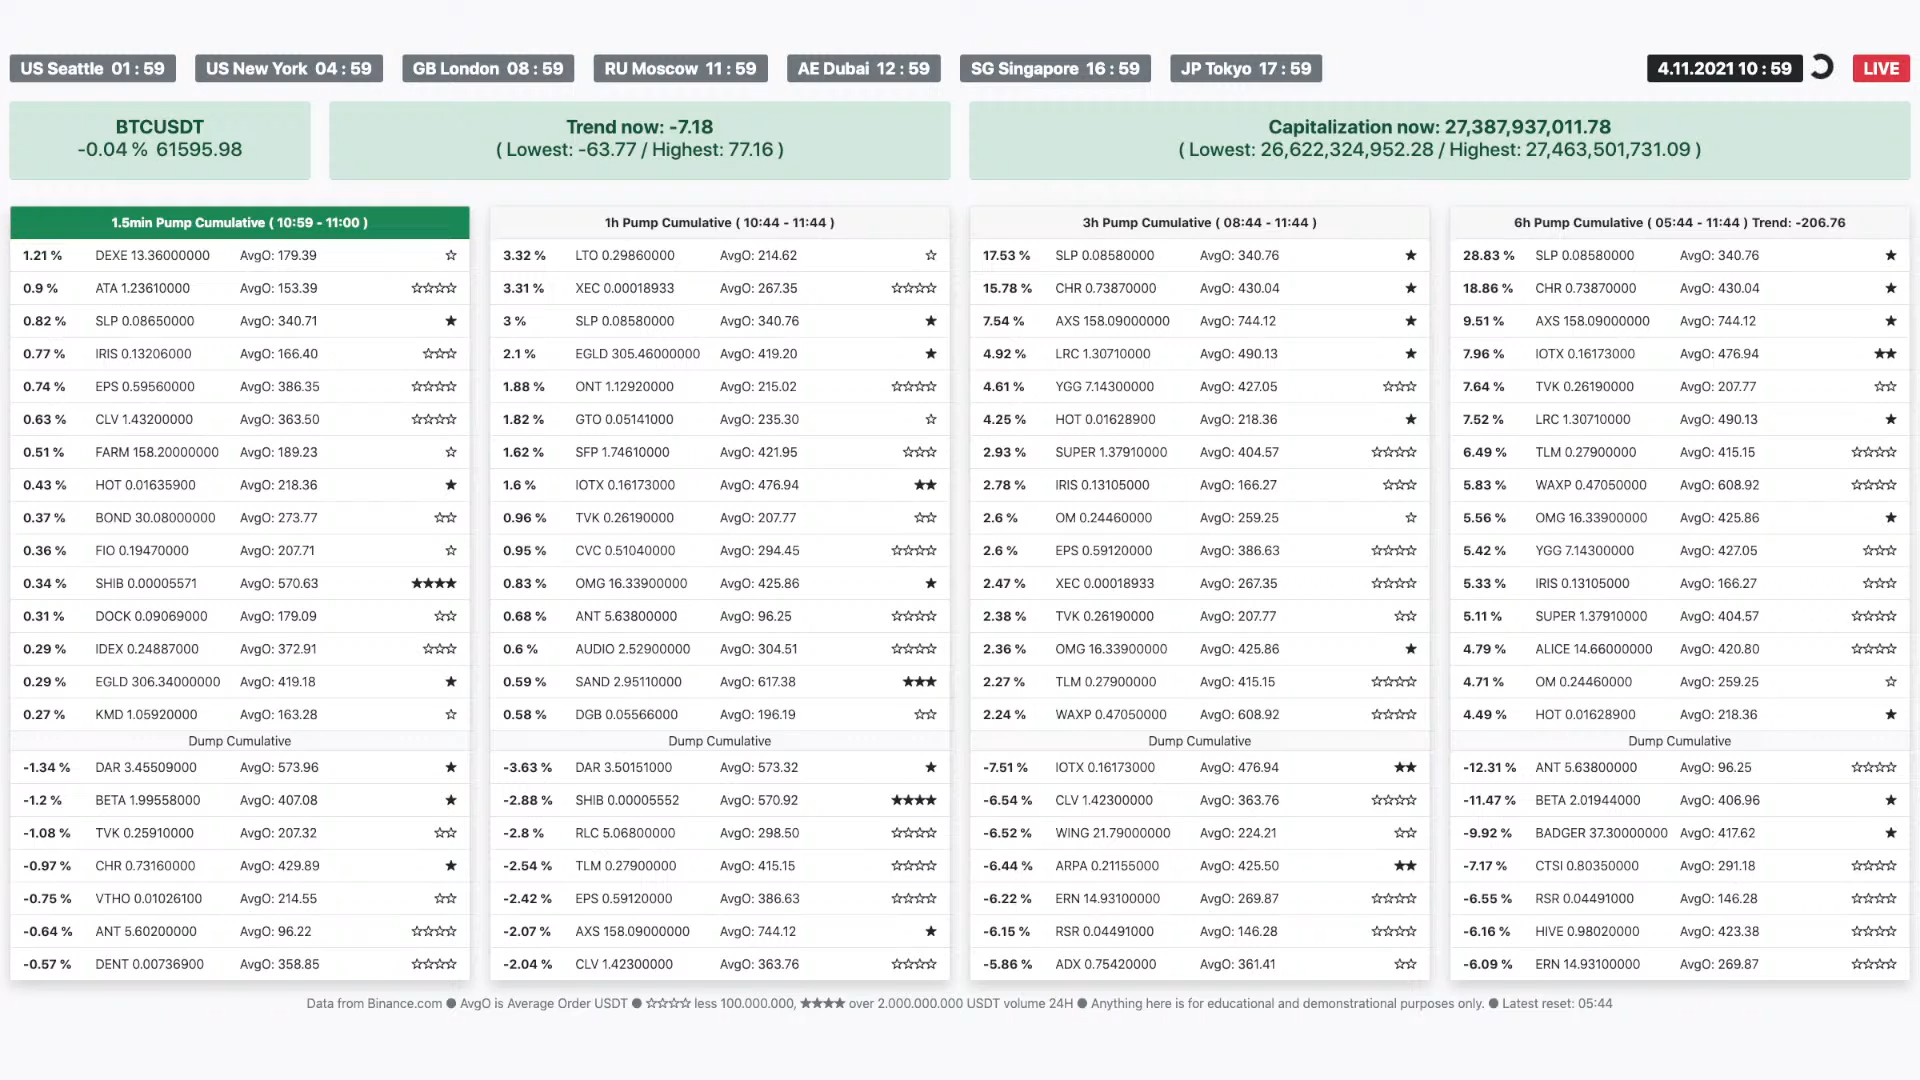 US Seattle 01 : 59 US New York 04 : 59 GB London 08 : 59 RU Moscow 11 : 59 AE Dubai 12 : 59 SG Singapore 16 : 59 JP Tokyo 17 : 59 4.11.2021 10 : 59 LIVE
BTCUSDT
-0.04 % 61595.98
Trend now: -7.18
( Lowest: -63.77 / Highest: 77.16 )
Capitalization now: 27,387,937,011.78
( Lowest: 26,622,324,952.28 / Highest: 27,463,501,731.09 )
1.5min Pump Cumulative ( 10:59 - 11:00 )
1.21 % DEXE 13.36000000 AvgO: 179.39 ☆
0.9 % ATA 1.23610000 AvgO: 153.39 ☆☆☆☆
0.82 % SLP 0.08650000 AvgO: 340.71 ★
0.77 % IRIS 0.13206000 AvgO: 166.40 ☆☆☆
0.74 % EPS 0.59560000 AvgO: 386.35 ☆☆☆☆
0.63 % CLV 1.43200000 AvgO: 363.50 ☆☆☆☆
0.51 % FARM 158.20000000 AvgO: 189.23 ☆
0.43 % HOT 0.01635900 AvgO: 218.36 ★
0.37 % BOND 30.08000000 AvgO: 273.77 ☆☆
0.36 % FIO 0.19470000 AvgO: 207.71 ☆
0.34 % SHIB 0.00005571 AvgO: 570.63 ★★★★
0.31 % DOCK 0.09069000 AvgO: 179.09 ☆☆
0.29 % IDEX 0.24887000 AvgO: 372.91 ☆☆☆
0.29 % EGLD 306.34000000 AvgO: 419.18 ★
0.27 % KMD 1.05920000 AvgO: 163.28 ☆
Dump Cumulative
-1.34 % DAR 3.45509000 AvgO: 573.96 ★
-1.2 % BETA 1.99558000 AvgO: 407.08 ★
-1.08 % TVK 0.25910000 AvgO: 207.32 ☆☆
-0.97 % CHR 0.73160000 AvgO: 429.89 ★
-0.75 % VTHO 0.01026100 AvgO: 214.55 ☆☆
-0.64 % ANT 5.60200000 AvgO: 96.22 ☆☆☆☆
-0.57 % DENT 0.00736900 AvgO: 358.85 ☆☆☆☆
1h Pump Cumulative ( 10:44 - 11:44 )
3.32 % LTO 0.29860000 AvgO: 214.62 ☆
3.31 % XEC 0.00018933 AvgO: 267.35 ☆☆☆☆
3 % SLP 0.08580000 AvgO: 340.76 ★
2.1 % EGLD 305.46000000 AvgO: 419.20 ★
1.88 % ONT 1.12920000 AvgO: 215.02 ☆☆☆☆
1.82 % GTO 0.05141000 AvgO: 235.30 ☆
1.62 % SFP 1.74610000 AvgO: 421.95 ☆☆☆
1.6 % IOTX 0.16173000 AvgO: 476.94 ★★
0.96 % TVK 0.26190000 AvgO: 207.77 ☆☆
0.95 % CVC 0.51040000 AvgO: 294.45 ☆☆☆☆
0.83 % OMG 16.33900000 AvgO: 425.86 ★
0.68 % ANT 5.63800000 AvgO: 96.25 ☆☆☆☆
0.6 % AUDIO 2.52900000 AvgO: 304.51 ☆☆☆☆
0.59 % SAND 2.95110000 AvgO: 617.38 ★★★
0.58 % DGB 0.05566000 AvgO: 196.19 ☆☆
Dump Cumulative
-3.63 % DAR 3.50151000 AvgO: 573.32 ★
-2.88 % SHIB 0.00005552 AvgO: 570.92 ★★★★
-2.8 % RLC 5.06800000 AvgO: 298.50 ☆☆☆☆
-2.54 % TLM 0.27900000 AvgO: 415.15 ☆☆☆☆
-2.42 % EPS 0.59120000 AvgO: 386.63 ☆☆☆☆
-2.07 % AXS 158.09000000 AvgO: 744.12 ★
-2.04 % CLV 1.42300000 AvgO: 363.76 ☆☆☆☆
3h Pump Cumulative ( 08:44 - 11:44 )
17.53 % SLP 0.08580000 AvgO: 340.76 ★
15.78 % CHR 0.73870000 AvgO: 430.04 ★
7.54 % AXS 158.09000000 AvgO: 744.12 ★
4.92 % LRC 1.30710000 AvgO: 490.13 ★
4.61 % YGG 7.14300000 AvgO: 427.05 ☆☆☆
4.25 % HOT 0.01628900 AvgO: 218.36 ★
2.93 % SUPER 1.37910000 AvgO: 404.57 ☆☆☆☆
2.78 % IRIS 0.13105000 AvgO: 166.27 ☆☆☆
2.6 % OM 0.24460000 AvgO: 259.25 ☆
2.6 % EPS 0.59120000 AvgO: 386.63 ☆☆☆☆
2.47 % XEC 0.00018933 AvgO: 267.35 ☆☆☆☆
2.38 % TVK 0.26190000 AvgO: 207.77 ☆☆
2.36 % OMG 16.33900000 AvgO: 425.86 ★
2.27 % TLM 0.27900000 AvgO: 415.15 ☆☆☆☆
2.24 % WAXP 0.47050000 AvgO: 608.92 ☆☆☆☆
Dump Cumulative
-7.51 % IOTX 0.16173000 AvgO: 476.94 ★★
-6.54 % CLV 1.42300000 AvgO: 363.76 ☆☆☆☆
-6.52 % WING 21.79000000 AvgO: 224.21 ☆☆
-6.44 % ARPA 0.21155000 AvgO: 425.50 ★★
-6.22 % ERN 14.93100000 AvgO: 269.87 ☆☆☆☆
-6.15 % RSR 0.04491000 AvgO: 146.28 ☆☆☆☆
-5.86 % ADX 0.75420000 AvgO: 361.41 ☆☆
6h Pump Cumulative ( 05:44 - 11:44 ) Trend: -206.76
28.83 % SLP 0.08580000 AvgO: 340.76 ★
18.86 % CHR 0.73870000 AvgO: 430.04 ★
9.51 % AXS 158.09000000 AvgO: 744.12 ★
7.96 % IOTX 0.16173000 AvgO: 476.94 ★★
7.64 % TVK 0.26190000 AvgO: 207.77 ☆☆
7.52 % LRC 1.30710000 AvgO: 490.13 ★
6.49 % TLM 0.27900000 AvgO: 415.15 ☆☆☆☆
5.83 % WAXP 0.47050000 AvgO: 608.92 ☆☆☆☆
5.56 % OMG 16.33900000 AvgO: 425.86 ★
5.42 % YGG 7.14300000 AvgO: 427.05 ☆☆☆
5.33 % IRIS 0.13105000 AvgO: 166.27 ☆☆☆
5.11 % SUPER 1.37910000 AvgO: 404.57 ☆☆☆☆
4.79 % ALICE 14.66000000 AvgO: 420.80 ☆☆☆☆
4.71 % OM 0.24460000 AvgO: 259.25 ☆
4.49 % HOT 0.01628900 AvgO: 218.36 ★
Dump Cumulative
-12.31 % ANT 5.63800000 AvgO: 96.25 ☆☆☆☆
-11.47 % BETA 2.01944000 AvgO: 406.96 ★
-9.92 % BADGER 37.30000000 AvgO: 417.62 ★
-7.17 % CTSI 0.80350000 AvgO: 291.18 ☆☆☆☆
-6.55 % RSR 0.04491000 AvgO: 146.28 ☆☆☆☆
-6.16 % HIVE 0.98020000 AvgO: 423.38 ☆☆☆☆
-6.09 % ERN 14.93100000 AvgO: 269.87 ☆☆☆☆
Data from Binance.com ● AvgO is Average Order USDT ● ☆☆☆☆ less 100.000.000, ★★★★ over 2.000.000.000 USDT volume 24H ● Anything here is for educational and demonstrational purposes only. ● Latest reset: 05:44